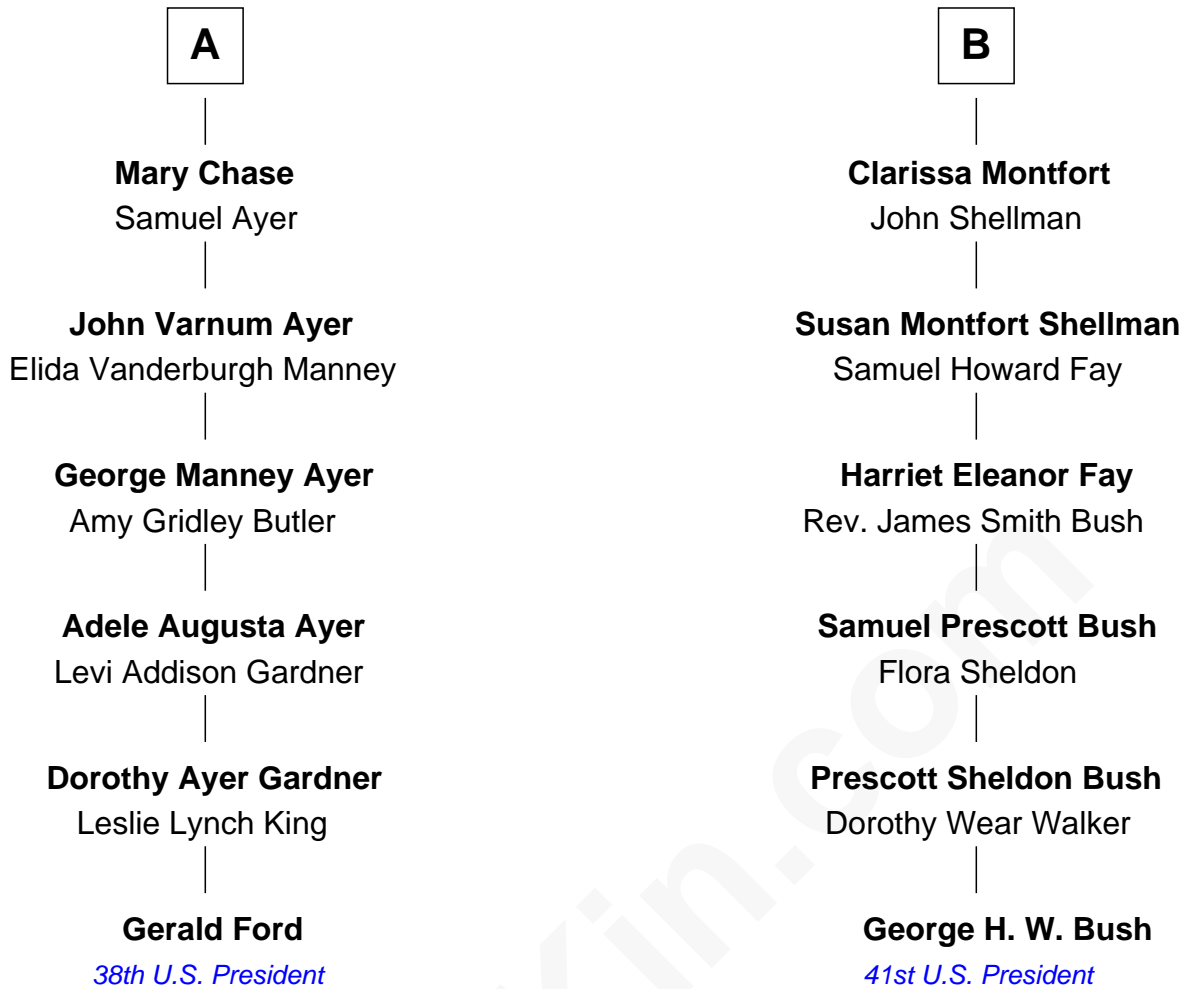 A
Mary Chase
Samuel Ayer
John Varnum Ayer
Elida Vanderburgh Manney
George Manney Ayer
Amy Gridley Butler
Adele Augusta Ayer
Levi Addison Gardner
Dorothy Ayer Gardner
Leslie Lynch King
Gerald Ford
38th U.S. President
B
Clarissa Montfort
John Shellman
Susan Montfort Shellman
Samuel Howard Fay
Harriet Eleanor Fay
Rev. James Smith Bush
Samuel Prescott Bush
Flora Sheldon
Prescott Sheldon Bush
Dorothy Wear Walker
George H. W. Bush
41st U.S. President